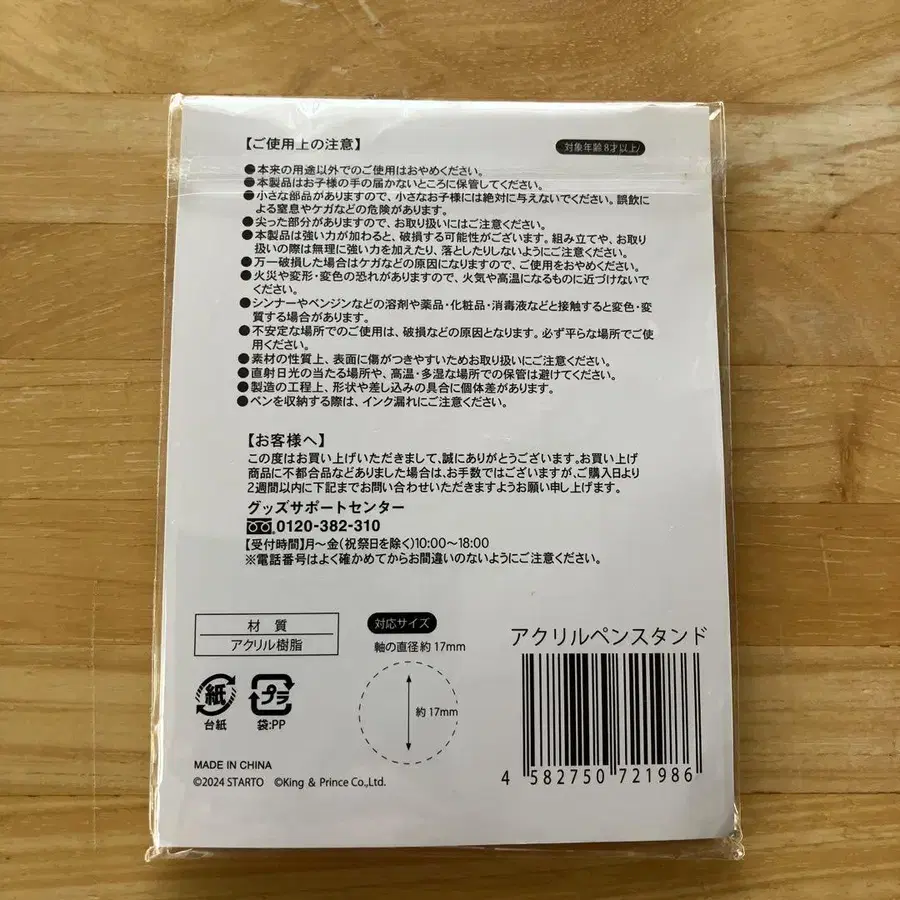 【ご使用上の注意】
対象年齢8才以上
●本来の用途以外でのご使用はおやめください。
●本製品はお子様の手の届かないところに保管してください。
●小さな部品がありますので、小さなお子様には絶対に与えないでください。誤飲に
よる窒息やケガなどの危険があります。
●尖った部分がありますので、お取り扱いにはご注意ください。
●本製品は強い力が加わると、破損する可能性がございます。組み立てや、お取り
扱いの際は無理に強い力を加えたり、落としたりしないようにご注意ください。
●万一破損した場合はケガなどの原因になりますので、ご使用をおやめください。
●火災や変形・変色の恐れがありますので、火気や高温になるものに近づけないで
ください。
●シンナーやベンジンなどの溶剤や薬品・化粧品・消毒液などと接触すると変色・変
質する場合があります。
●不安定な場所でのご使用は、破損などの原因となります。必ず平らな場所でご使
用ください。
●素材の性質上、表面に傷がつきやすいためお取り扱いにご注意ください。
●直射日光の当たる場所や、高温・多湿な場所での保管は避けてください。
●製造の工程上、形状や差し込みの具合に個体差があります。
●ペンを収納する際は、インク漏れにご注意ください。
【お客様へ】
この度はお買い上げいただきまして、誠にありがとうございます。お買い上げ
商品に不都合品などありました場合は、お手数ではございますが、ご購入日より
2週間以内に下記までお問い合わせいただきますようお願い申し上げます。
グッズサポートセンター
0120-382-310
【受付時間】月～金(祝祭日を除く)10:00～18:00
※電話番号はよく確かめてからお間違いのないようにご注意ください。
材質
アクリル樹脂
対応サイズ
軸の直径約17mm
約17mm
アクリルペンスタンド
紙
台紙
プラ
袋:PP
4 582750 721986
MADE IN CHINA
©2024 STARTO ©King & Prince Co.,Ltd.